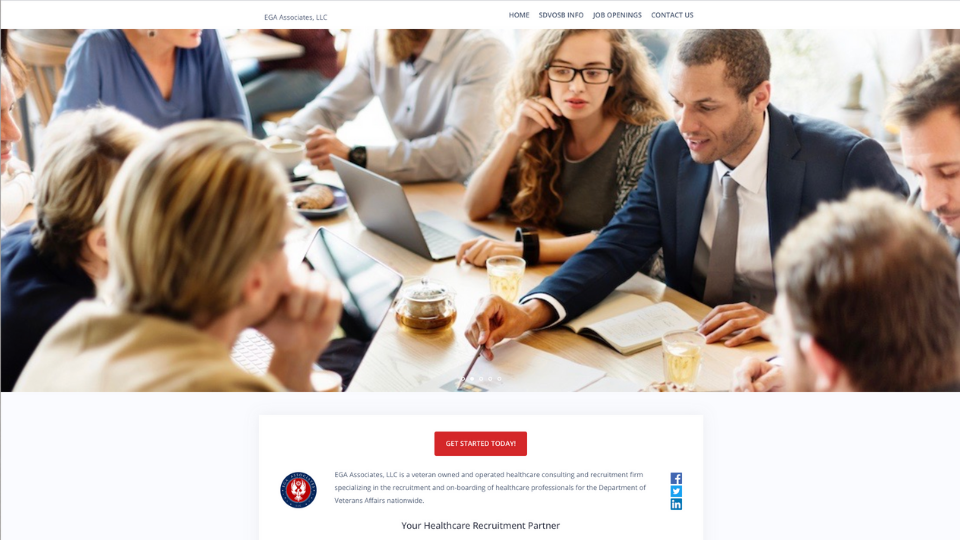 EGA Associates, LLC
HOME SDVOSB INFO JOB OPENINGS CONTACT US
GET STARTED TODAY!
EGA Associates, LLC is a veteran owned and operated healthcare consulting and recruitment firm
specializing in the recruitment and on-boarding of healthcare professionals for the Department of
Veterans Affairs nationwide.
Your Healthcare Recruitment Partner